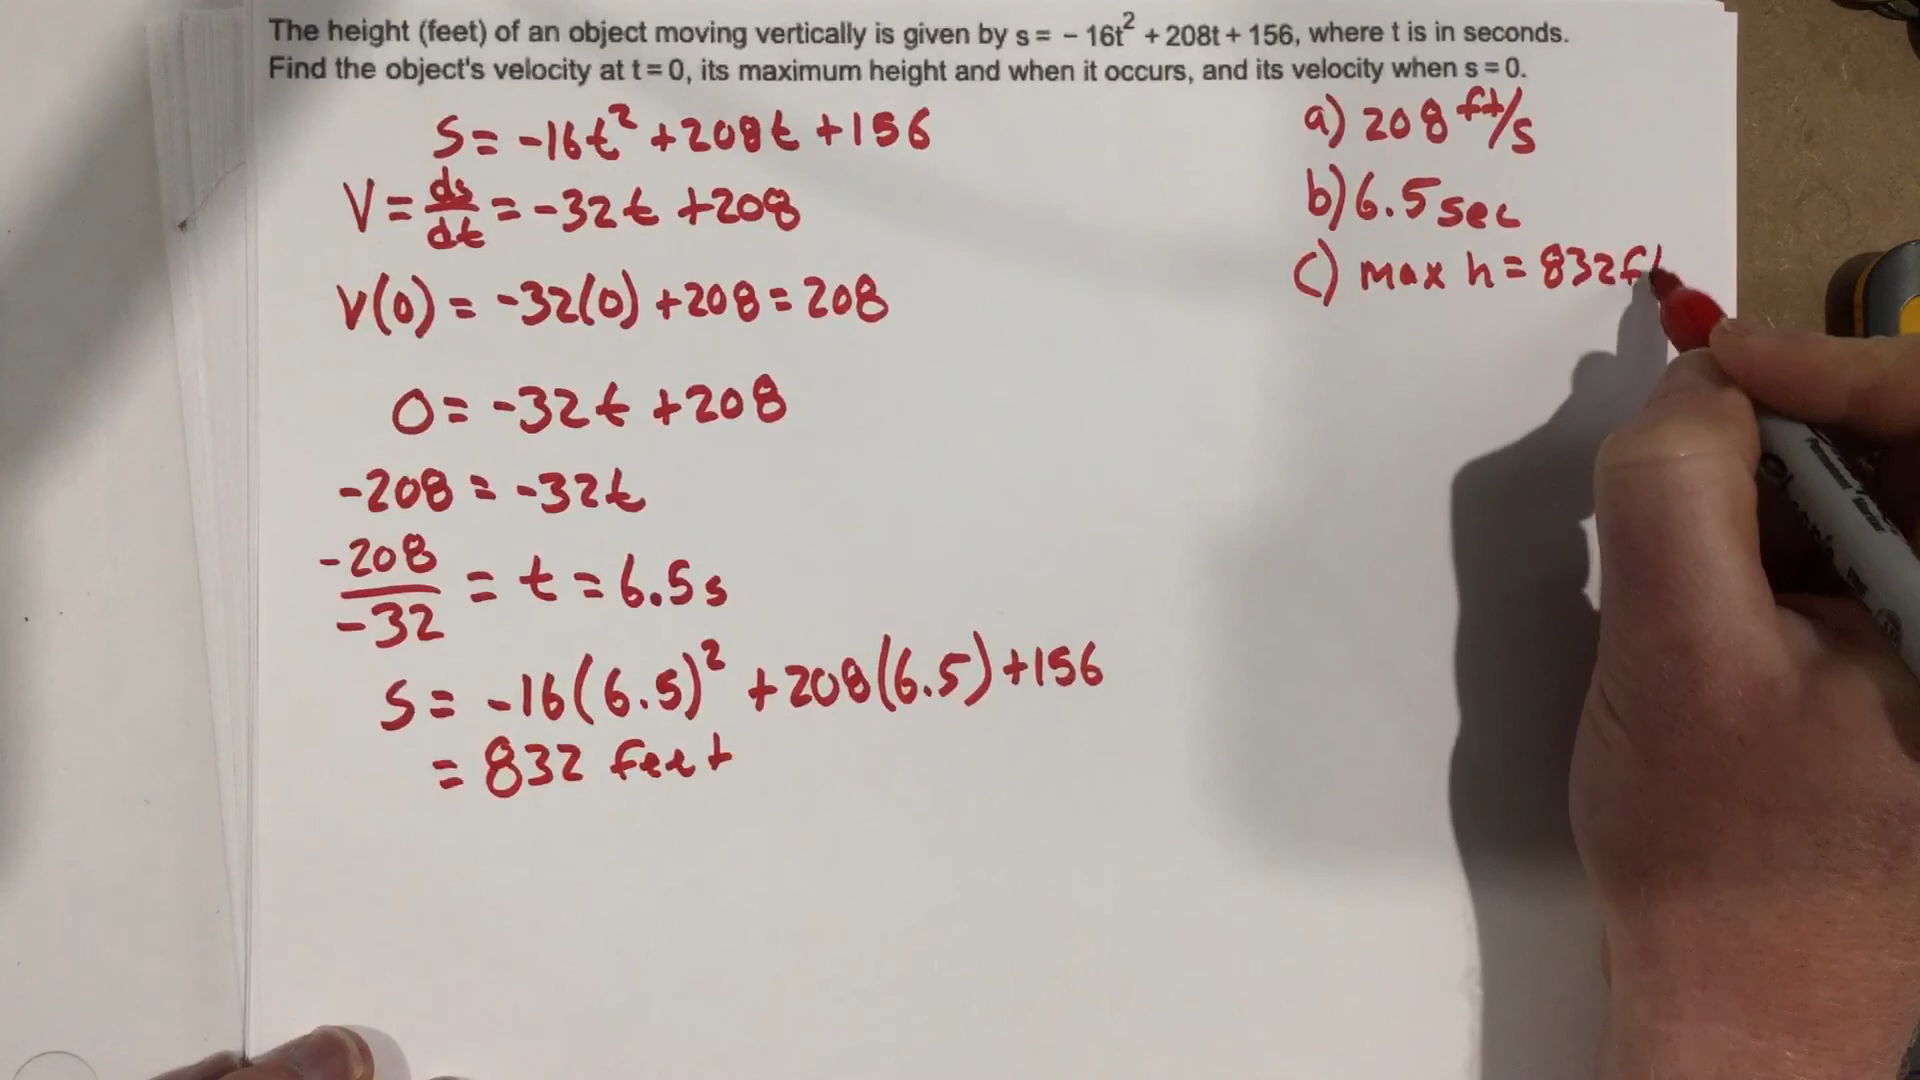 The height (feet) of an object moving vertically is given by s = − 16t² + 208t + 156, where t is in seconds.
Find the object's velocity at t = 0, its maximum height and when it occurs, and its velocity when s = 0.
S = -16t² + 208t + 156
V = ds/dt = -32t + 208
V(0) = -32(0) + 208 = 208
0 = -32t + 208
-208 = -32t
-208/-32 = t = 6.5s
S = -16(6.5)² + 208(6.5) + 156
= 832 feet
a) 208 ft/s
b) 6.5 sec
c) max h = 832 ft